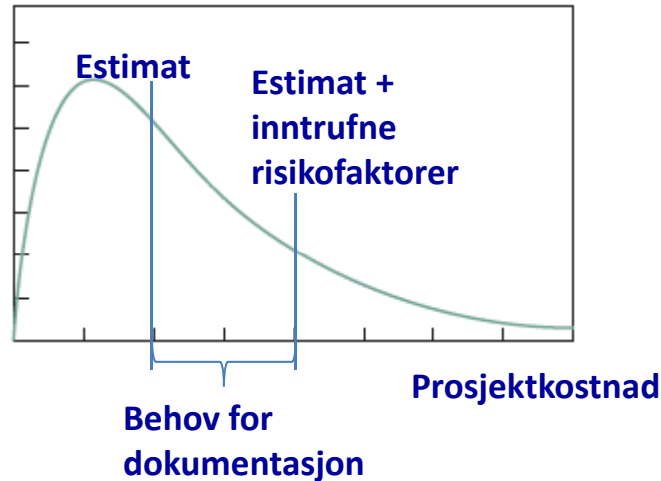 Estimat
Estimat +
inntrufne
risikofaktorer
Prosjektkostnad
Behov for
dokumentasjon